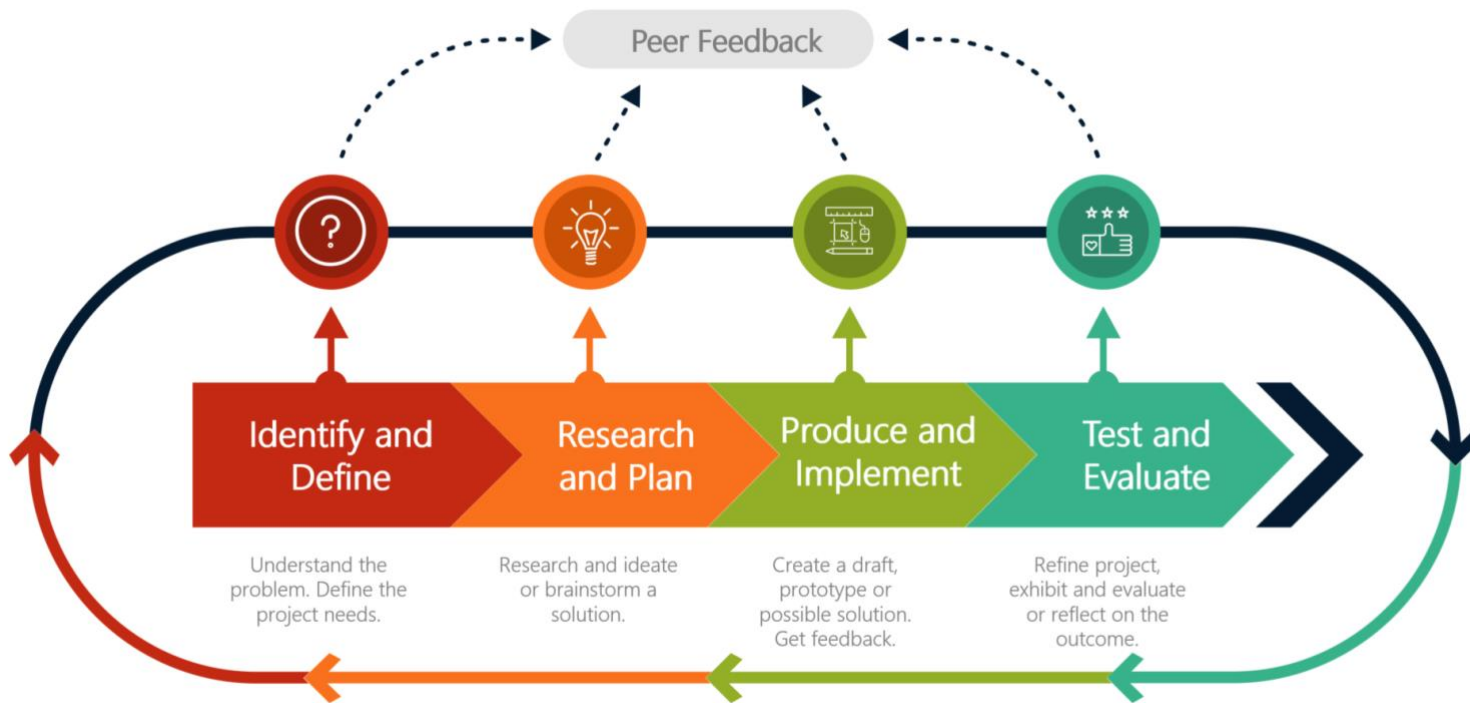 Peer Feedback
Identify and
Define
Research
and Plan
Produce and
Implement
Test and
Evaluate
Understand the
problem. Define the
project needs.
Research and ideate
or brainstorm a
solution.
Create a draft,
prototype or
possible solution.
Get feedback.
Refine project,
exhibit and evaluate
or reflect on the
outcome.